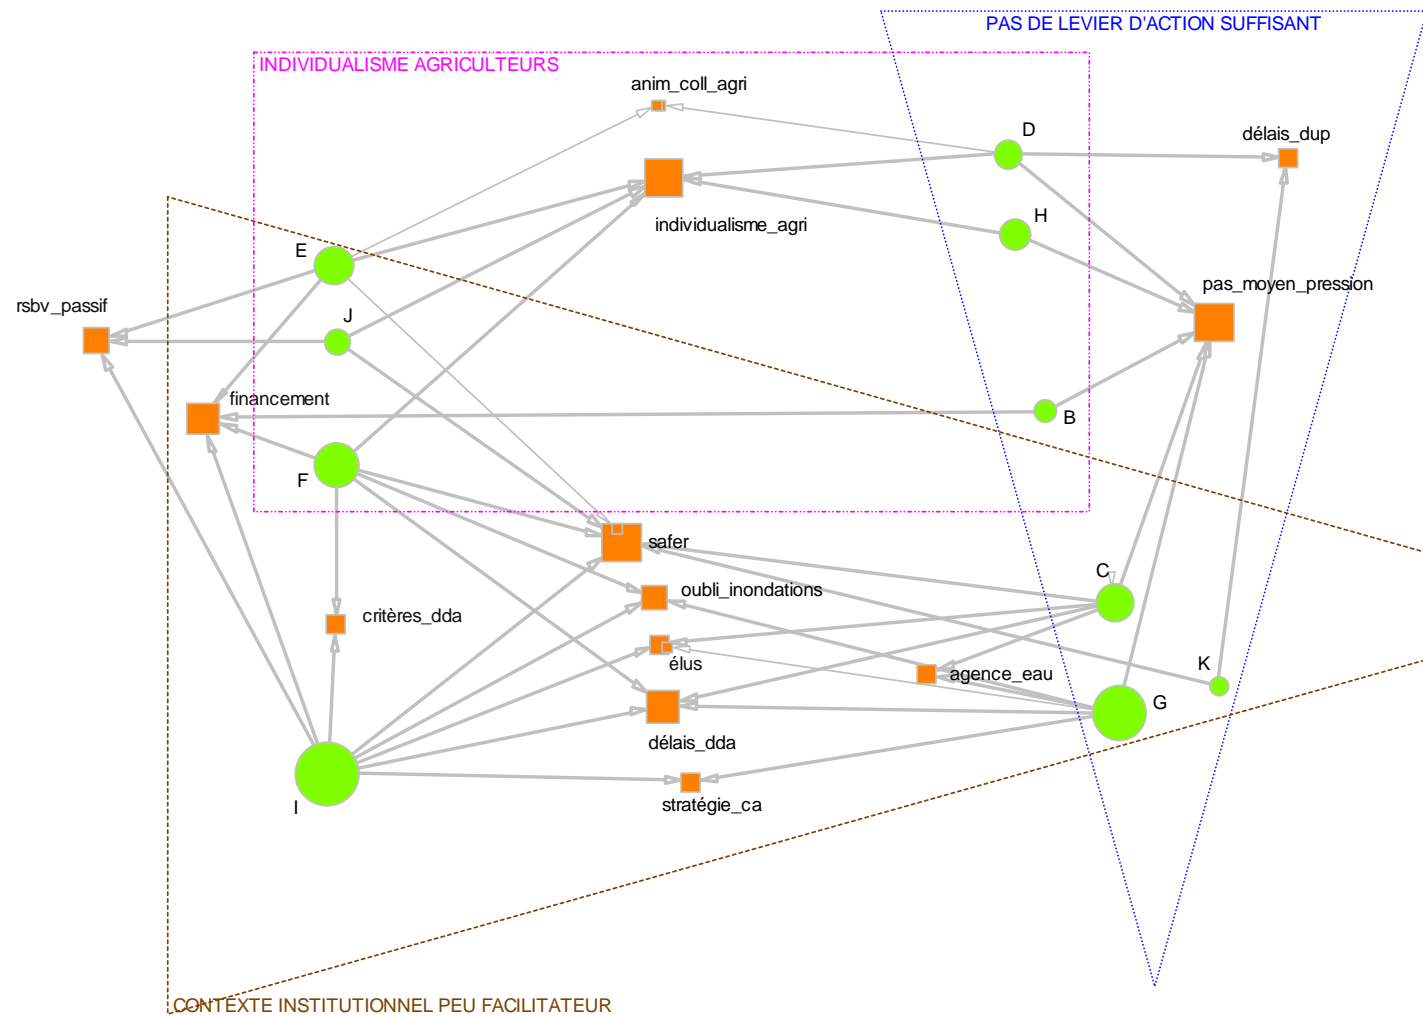 PAS DE LEVIER D'ACTION SUFFISANT
INDIVIDUALISME AGRICULTEURS
anim_coll_agri
D
délais_dup
H
individualisme_agri
E
pas_moyen_pression
rsbv_passif
J
financement
B
F
safer
C
oubli_inondations
critères_dda
élus
K
agence_eau
G
délais_dda
I
stratégie_ca
CONTEXTE INSTITUTIONNEL PEU FACILITATEUR